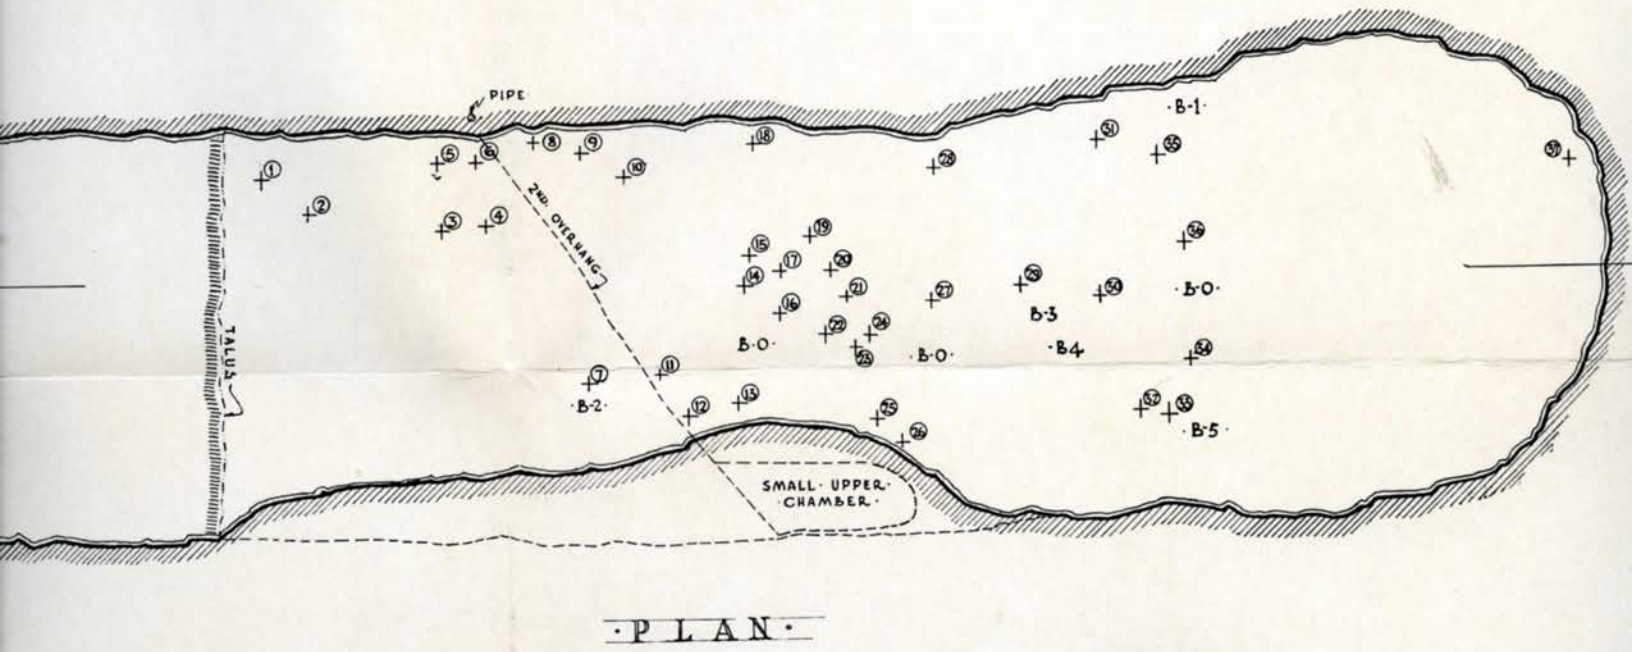 PIPE
·B-1·
31
18
8
9
5
6
35
37
28
10
1
2
3
4
2ND. OVERHANG
19
36
15
17
20
14
29
27
21
30
·B-0·
16
B-3
22
24
B·0·
·B-0·
·B4
34
23
TALUS
11
7
13
32
33
·B-2·
12
25
26
·B-5·
SMALL· UPPER·
·CHAMBER·
·PLAN·